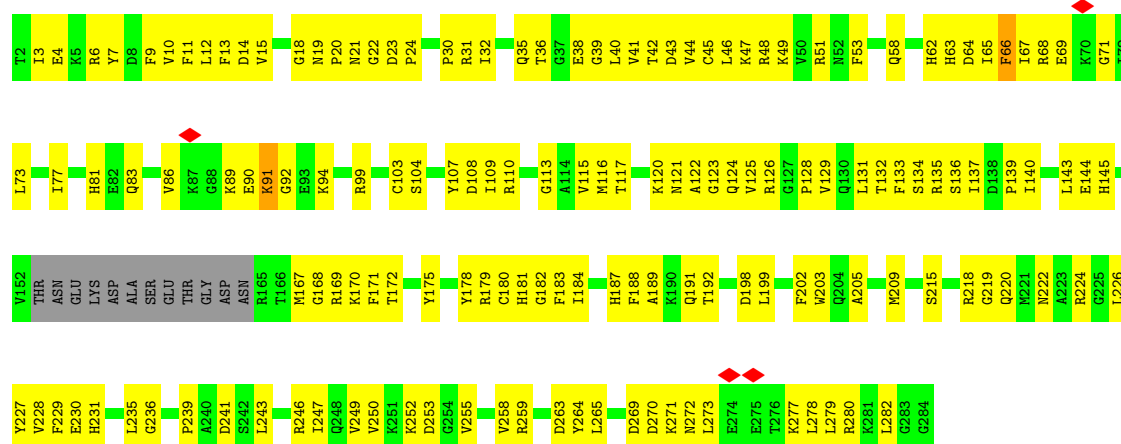 T2 I3 E4 K5 R6 Y7 D8 F9 V10 F11 L12 F13 D14 V15 G18 N19 P20 N21 G22 D23 P24 P30 R31 I32 Q35 T36 G37 E38 G39 L40 V41 T42 D43 V44 C45 L46 K47 R48 K49 V50 R51 N52 F53 Q58 H62 H63 D64 I65 F66 I67 R68 E69 K70 G71
L73 I77 H81 E82 Q83 V86 K87 G88 K89 E90 K91 G92 E93 K94 R99 C103 S104 Y107 D108 I109 R110 G113 A114 V115 M116 T117 K120 N121 A122 G123 Q124 V125 R126 G127 P128 V129 Q130 L131 T132 F133 S134 R135 S136 I137 D138 P139 I140 L143 E144 H145
V152 THR ASN GLU LYS ASP ALA SER GLU THR GLY ASP ASN R165 T166 M167 G168 R169 K170 F171 T172 Y175 Y178 R179 C180 H181 G182 F183 I184 H187 F188 A189 K190 Q191 T192 D198 L199 F202 W203 Q204 A205 M209 S215 R218 G219 Q220 M221 N222 A223 R224 G225 L226
Y227 V228 F229 E230 H231 L235 G236 P239 A240 D241 S242 L243 R246 I247 Q248 V249 V250 K251 K252 D253 G254 V255 V258 R259 D263 Y264 L265 D269 D270 K271 N272 L273 E274 E275 T276 K277 L278 L279 R280 K281 L282 G283 G284